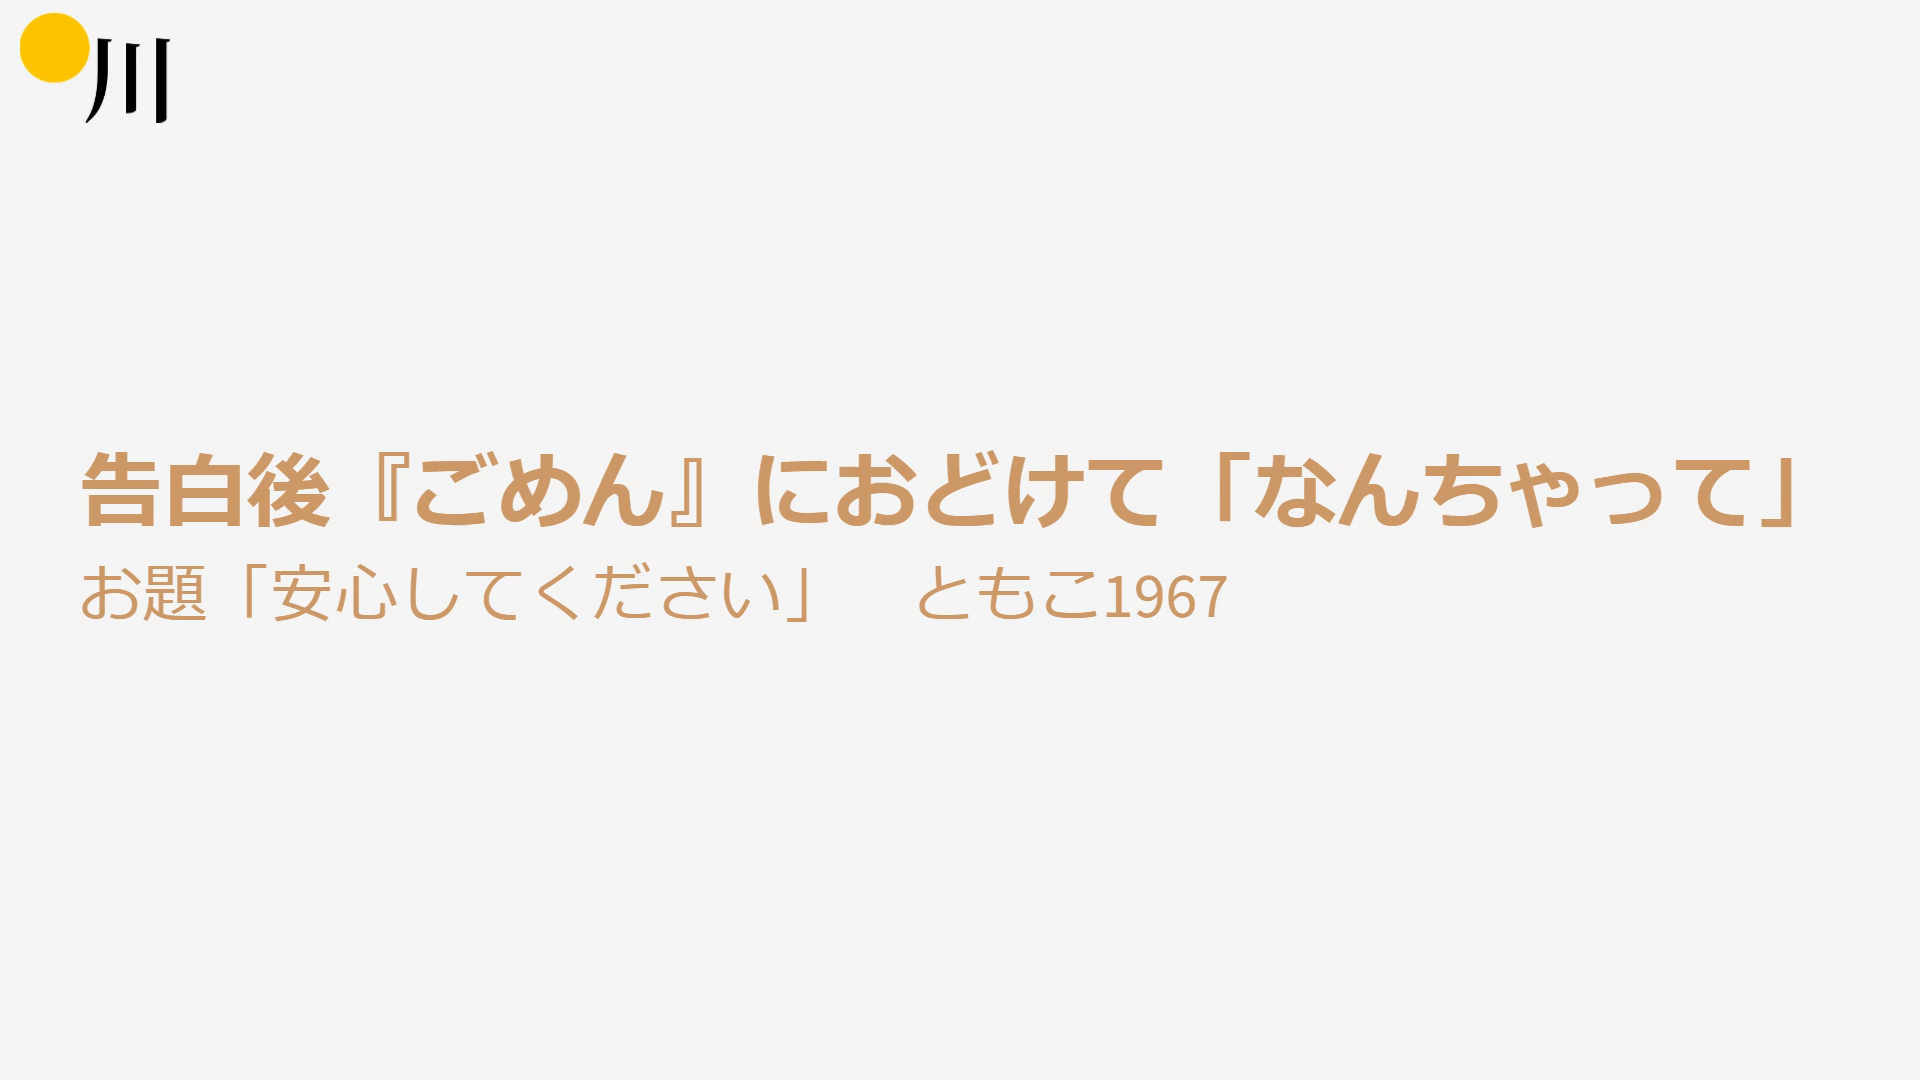 川
告白後『ごめん』におどけて「なんちゃって」
お題「安心してください」　ともこ1967